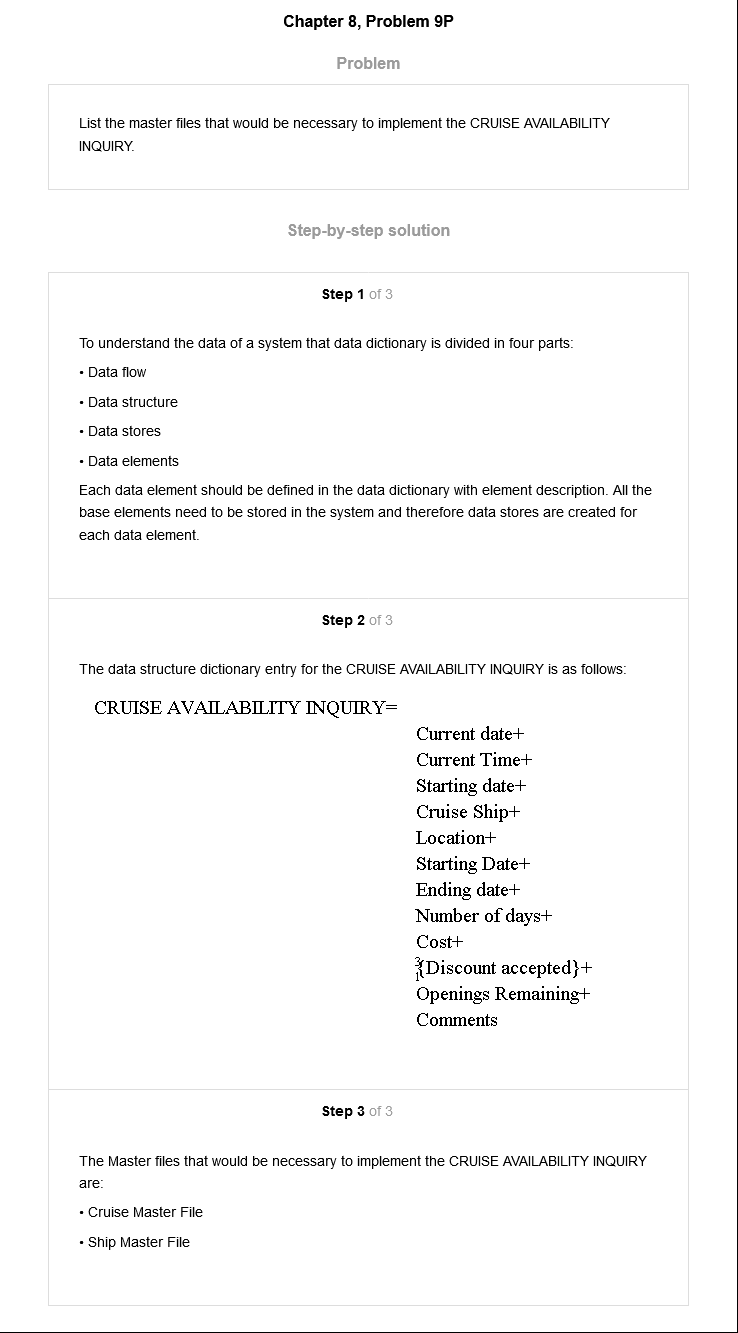 Chapter 8, Problem 9P
Problem
List the master files that would be necessary to implement the CRUISE AVAILABILITY
INQUIRY.
Step-by-step solution
Step 1 of 3
To understand the data of a system that data dictionary is divided in four parts:
• Data flow
• Data structure
• Data stores
• Data elements
Each data element should be defined in the data dictionary with element description. All the
base elements need to be stored in the system and therefore data stores are created for
each data element.
Step 2 of 3
The data structure dictionary entry for the CRUISE AVAILABILITY INQUIRY is as follows:
CRUISE AVAILABILITY INQUIRY=
Current date+
Current Time+
Starting date+
Cruise Ship+
Location+
Starting Date+
Ending date+
Number of days+
Cost+
³₁{Discount accepted}+
Openings Remaining+
Comments
Step 3 of 3
The Master files that would be necessary to implement the CRUISE AVAILABILITY INQUIRY
are:
• Cruise Master File
• Ship Master File